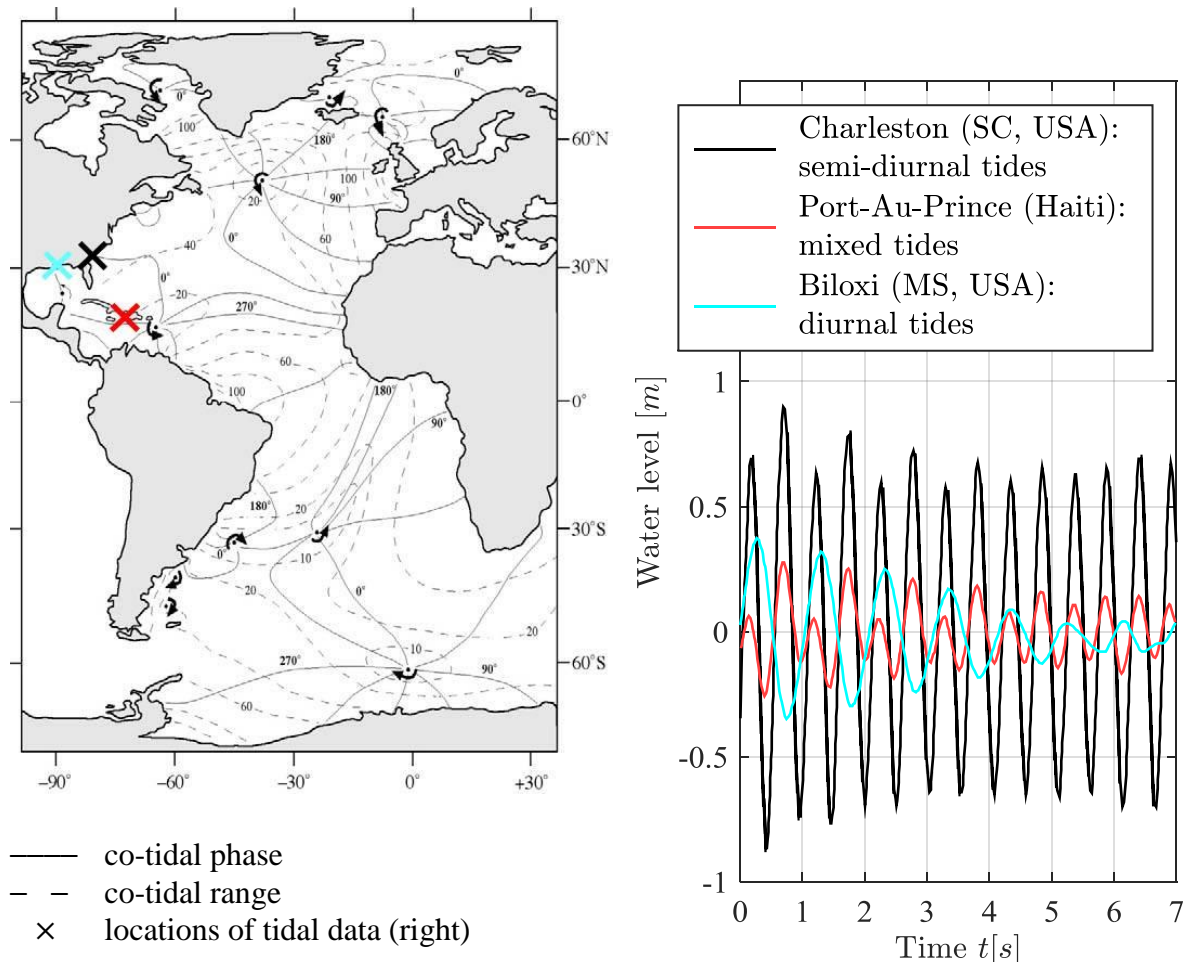 60°N
30°N
0°
30°S
60°S
−90°
−60°
−30°
0°
+30°
0°
0°
100
180°
100
20
90°
40
0°
60
0°
20
270°
60
100
180°
90°
180°
20
0°
10
20
0°
20
10
270°
90°
60
co-tidal phase
co-tidal range
locations of tidal data (right)
Charleston (SC, USA):
semi-diurnal tides
Port-Au-Prince (Haiti):
mixed tides
Biloxi (MS, USA):
diurnal tides
Water level [m]
1
0.5
0
-0.5
-1
0 1 2 3 4 5 6 7
Time t[s]